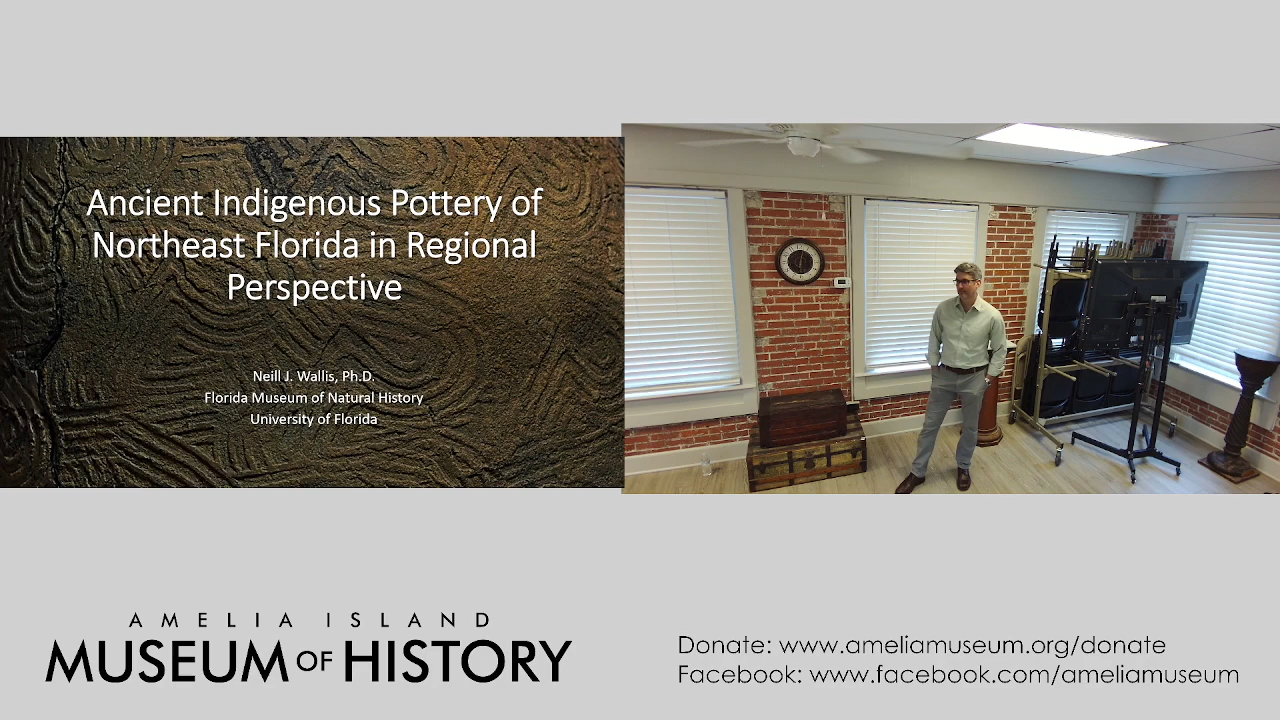 Ancient Indigenous Pottery of
Northeast Florida in Regional
Perspective
Neill J. Wallis, Ph.D.
Florida Museum of Natural History
University of Florida
AMELIA ISLAND
MUSEUM OF HISTORY
Donate: www.ameliamuseum.org/donate
Facebook: www.facebook.com/ameliamuseum